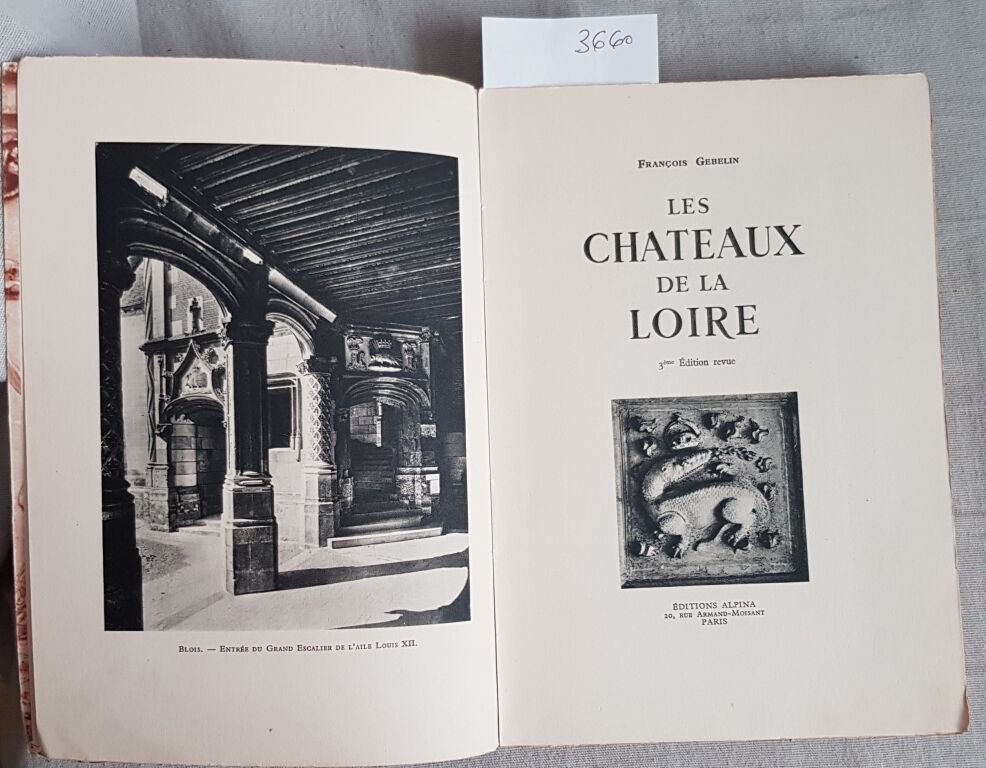 3660
BLOIS. — ENTRÉE DU GRAND ESCALIER DE L'AILE LOUIS XII.
FRANÇOIS GEBELIN
LES
CHATEAUX
DE LA
LOIRE
3ème Édition revue
ÉDITIONS ALPINA
20, RUE ARMAND-MOISANT
PARIS